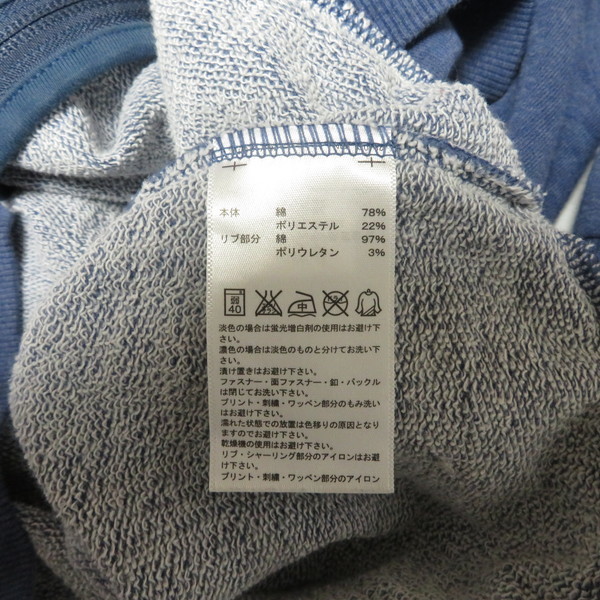 本体 綿 78%
ポリエステル 22%
リブ部分 綿 97%
ポリウレタン 3%
弱 40 中
淡色の場合は蛍光増白剤の使用はお避け下
さい。
濃色の場合は淡色のものと分けてお洗い下
さい。
漬け置きはお避け下さい。
ファスナー・面ファスナー・釦・バックル
は閉じてお洗い下さい。
プリント・刺繍・ワッペン部分のもみ洗い
はお避け下さい。
濡れた状態での放置は色移りの原因となり
ますのでお避け下さい。
乾燥機の使用はお避け下さい。
リブ・シャーリング部分のアイロンはお避
け下さい。
プリント・刺繍・ワッペン部分のアイロン